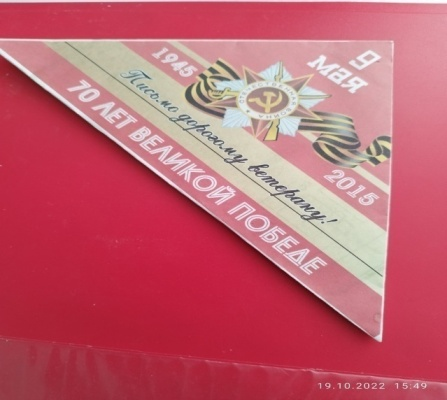 9
МАЯ
1945
2015
Письмо дорогому ветерану!
70 ЛЕТ ВЕЛИКОЙ ПОБЕДЕ
19.10.2022 15:49